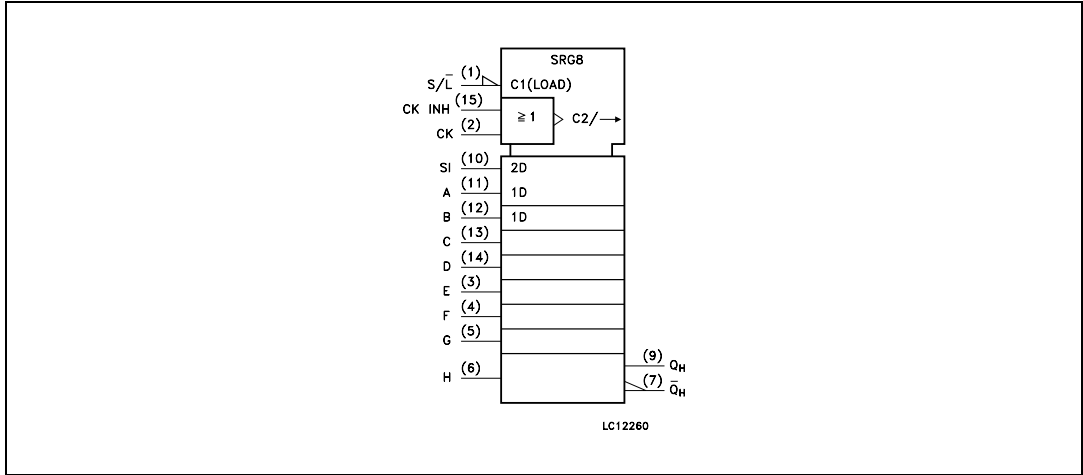 SRG8
S/L̅ (1) C1(LOAD)
CK INH (15) ≧1 C2/→
CK (2)
SI (10) 2D
A (11) 1D
B (12) 1D
C (13)
D (14)
E (3)
F (4)
G (5)
H (6)
(9) QH
(7) Q̅H
LC12260